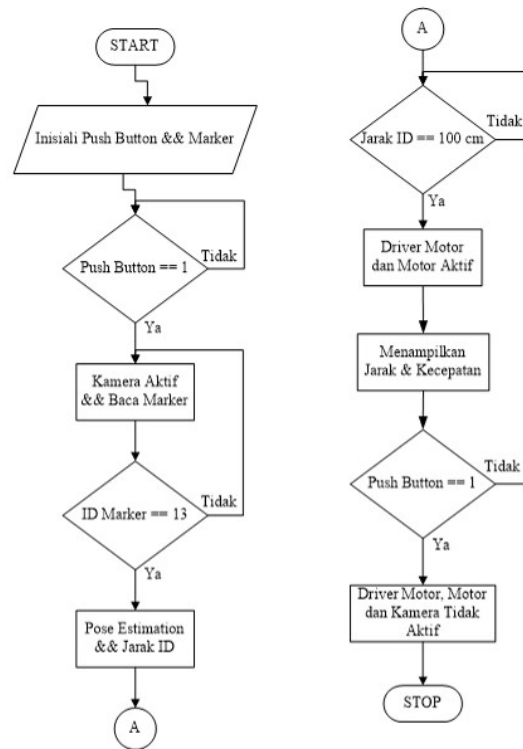 START
Inisiali Push Button && Marker
Push Button == 1
Tidak
Ya
Kamera Aktif
&& Baca Marker
ID Marker == 13
Tidak
Ya
Pose Estimation
&& Jarak ID
A
A
Jarak ID == 100 cm
Tidak
Ya
Driver Motor
dan Motor Aktif
Menampilkan
Jarak & Kecepatan
Push Button == 1
Tidak
Ya
Driver Motor, Motor
dan Kamera Tidak
Aktif
STOP